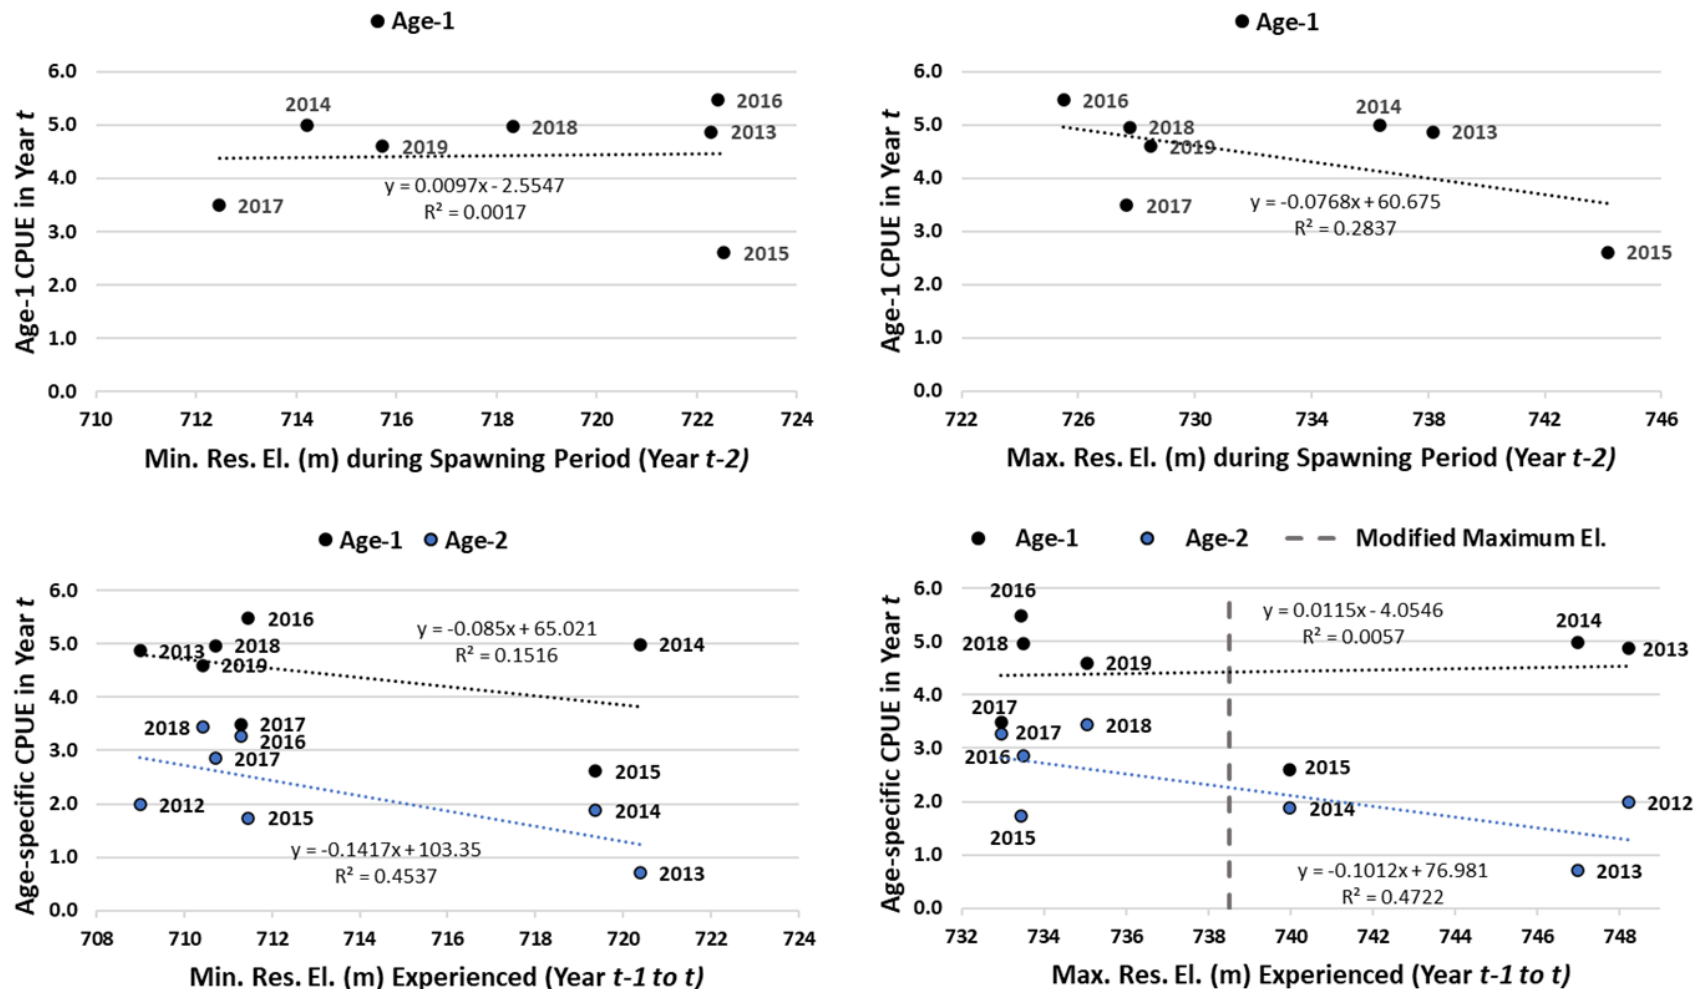 Age-1
Age-1 CPUE in Year t
6.0
5.0
4.0
3.0
2.0
1.0
0.0
2014
2016
2018
2013
2019
y = 0.0097x - 2.5547
R² = 0.0017
2017
2015
710 712 714 716 718 720 722 724
Min. Res. El. (m) during Spawning Period (Year t-2)
Age-1
Age-1 CPUE in Year t
6.0
5.0
4.0
3.0
2.0
1.0
0.0
2016
2014
2018
2013
2019
2017
y = -0.0768x + 60.675
R² = 0.2837
2015
722 726 730 734 738 742 746
Max. Res. El. (m) during Spawning Period (Year t-2)
Age-1 Age-2
Age-specific CPUE in Year t
6.0
5.0
4.0
3.0
2.0
1.0
0.0
2016
y = -0.085x + 65.021
R² = 0.1516
2013
2018
2014
2019
2018
2017
2016
2017
2015
2012
2015
2014
y = -0.1417x + 103.35
R² = 0.4537
2013
708 710 712 714 716 718 720 722 724
Min. Res. El. (m) Experienced (Year t-1 to t)
Age-1 Age-2 Modified Maximum El.
Age-specific CPUE in Year t
6.0
5.0
4.0
3.0
2.0
1.0
0.0
2016
y = 0.0115x - 4.0546
R² = 0.0057
2014
2018
2013
2019
2017
2017
2018
2016
2015
2014
2012
2015
y = -0.1012x + 76.981
R² = 0.4722
2013
732 734 736 738 740 742 744 746 748
Max. Res. El. (m) Experienced (Year t-1 to t)